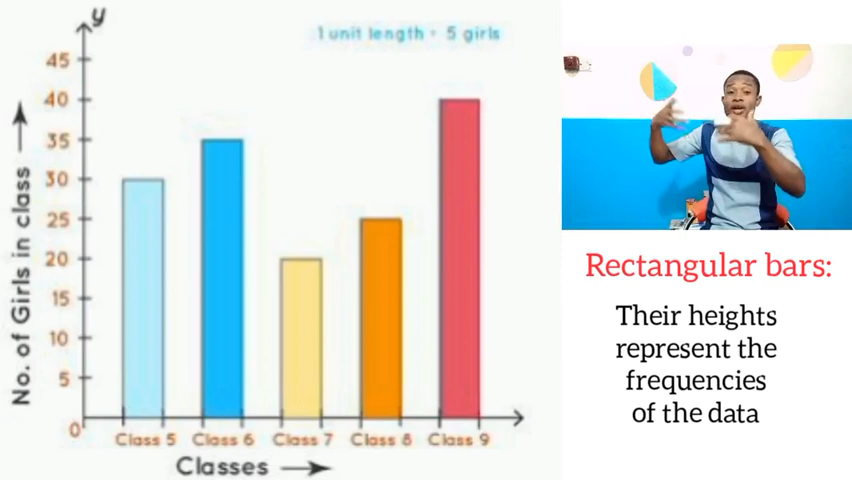 y
1 unit length = 5 girls
45
40
35
30
25
20
15
10
5
0
No. of Girls in class
Class 5 Class 6 Class 7 Class 8 Class 9
Classes
Rectangular bars:
Their heights
represent the
frequencies
of the data